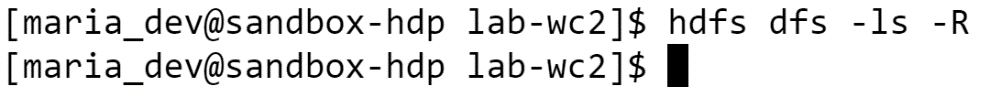 [maria_dev@sandbox-hdp lab-wc2]$ hdfs dfs -ls -R
[maria_dev@sandbox-hdp lab-wc2]$